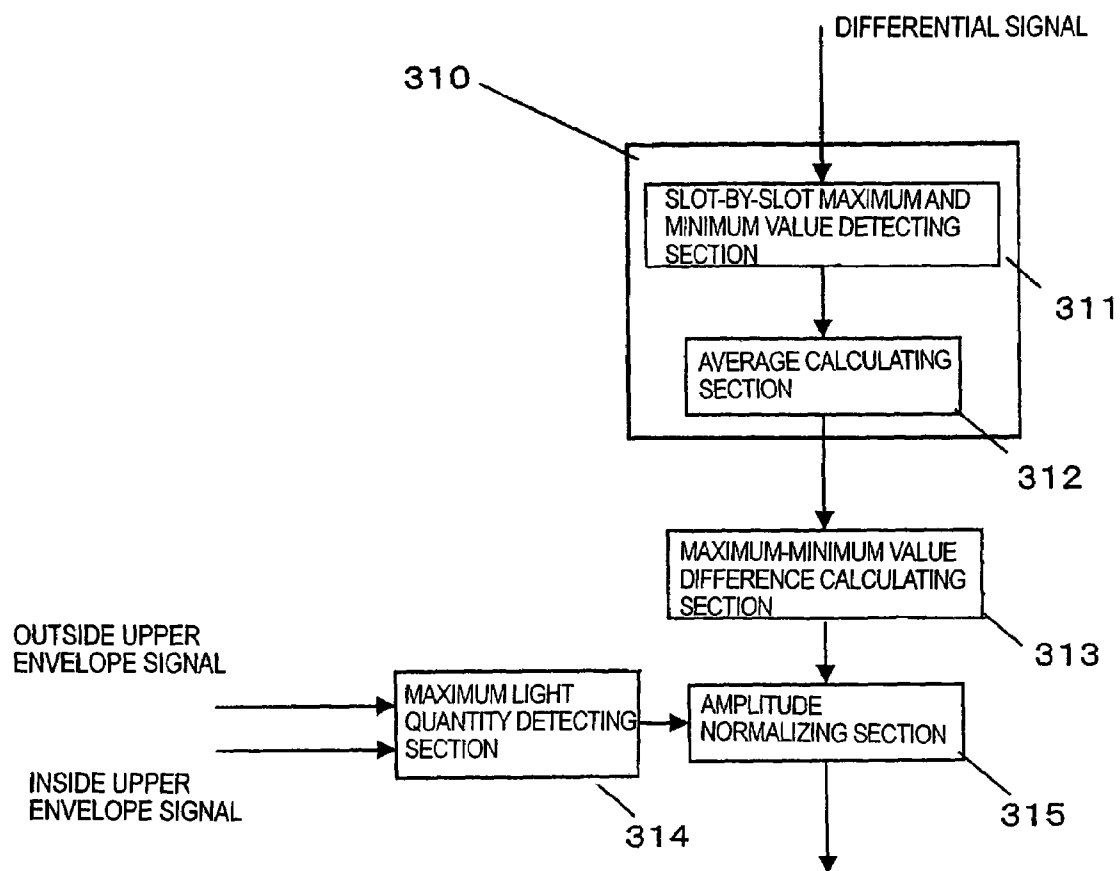 DIFFERENTIAL SIGNAL
310
SLOT-BY-SLOT MAXIMUM AND
MINIMUM VALUE DETECTING
SECTION
311
AVERAGE CALCULATING
SECTION
312
MAXIMUM-MINIMUM VALUE
DIFFERENCE CALCULATING
SECTION
313
OUTSIDE UPPER
ENVELOPE SIGNAL
MAXIMUM LIGHT
QUANTITY DETECTING
SECTION
AMPLITUDE
NORMALIZING SECTION
INSIDE UPPER
ENVELOPE SIGNAL
314
315